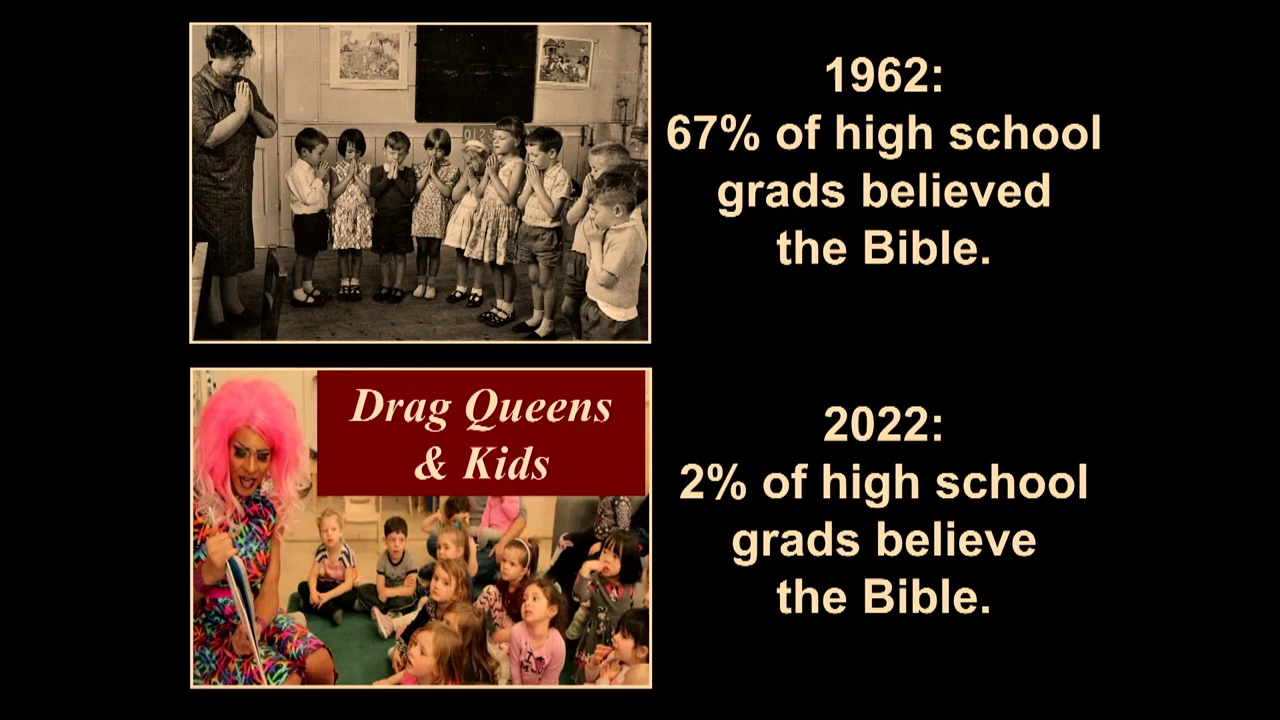 1962:
67% of high school
grads believed
the Bible.
Drag Queens
& Kids
2022:
2% of high school
grads believe
the Bible.